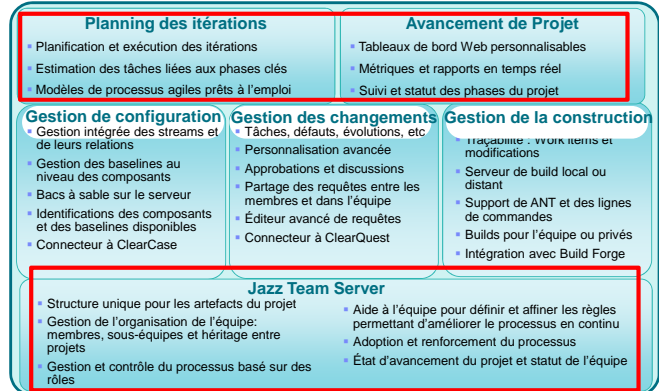 Planning des itérations
Planification et exécution des itérations
Estimation des tâches liées aux phases clés
Modèles de processus agiles prêts à l'emploi
Avancement de Projet
Tableaux de bord Web personnalisables
Métriques et rapports en temps réel
Suivi et statut des phases du projet
Gestion de configuration
Gestion intégrée des streams et
de leurs relations
Gestion des baselines au
niveau des composants
Bacs à sable sur le serveur
Identifications des composants
et des baselines disponibles
Connecteur à ClearCase
Gestion des changements
Tâches, défauts, évolutions, etc
Personnalisation avancée
Approbations et discussions
Partage des requêtes entre les
membres et dans l'équipe
Éditeur avancé de requêtes
Connecteur à ClearQuest
Gestion de la construction
Traçabilité : Work items et
modifications
Serveur de build local ou
distant
Support de ANT et des lignes
de commandes
Builds pour l'équipe ou privés
Intégration avec Build Forge
Jazz Team Server
Structure unique pour les artefacts du projet
Gestion de l'organisation de l'équipe:
membres, sous-équipes et héritage entre
projets
Gestion et contrôle du processus basé sur des
rôles
Aide à l'équipe pour définir et affiner les règles
permettant d'améliorer le processus en continu
Adoption et renforcement du processus
État d'avancement du projet et statut de l'équipe